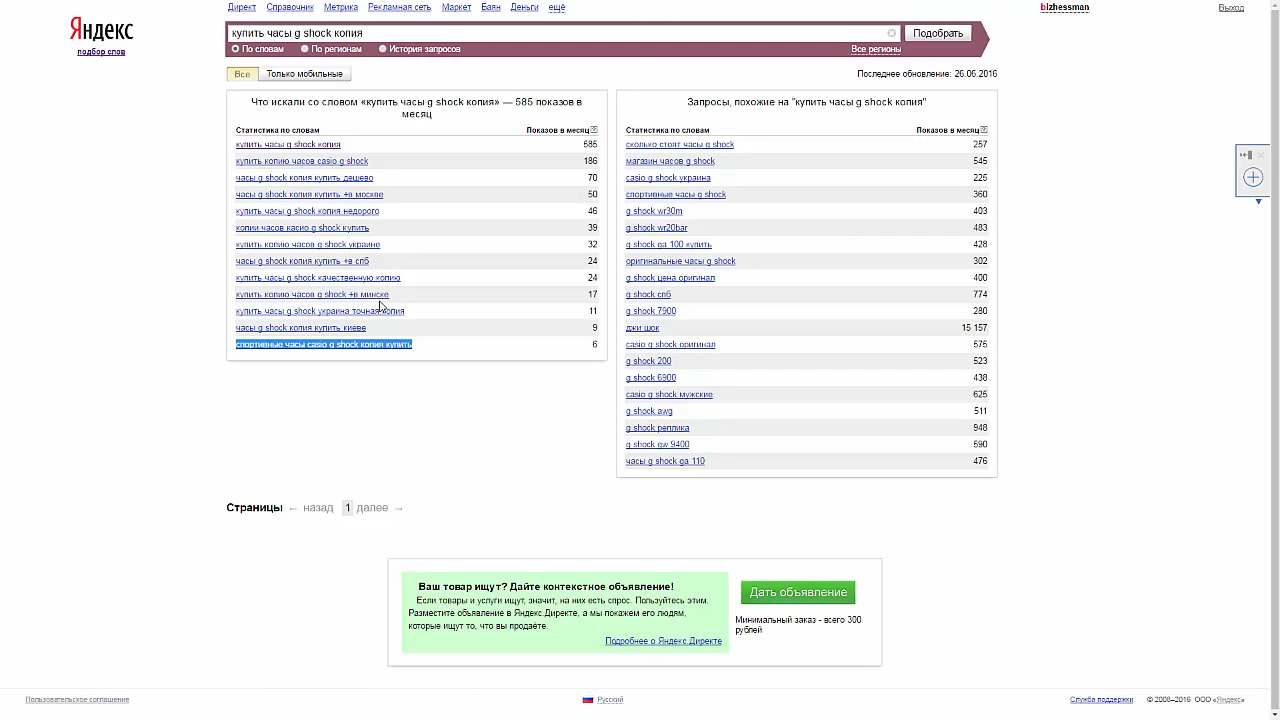 Директ Справочники Метрика Рекламная сеть Маркет Баян Деньги ещё
bizhessman
Выход
Яндекс
подбор слов
купить часы g shock копия
Подобрать
По словам По регионам История запросов
Все регионы
Все Только мобильные
Последнее обновление: 26.06.2016
Что искали со словом «купить часы g shock копия» — 585 показов в
месяц
Статистика по словам Показов в месяц ?
купить часы g shock копия 585
купить копию часов casio g shock 186
часы g shock копия купить дешево 70
часы g shock копия купить +в москве 50
купить часы g shock копия недорого 46
копии часов касио g shock купить 39
купить копию часов g shock украине 32
часы g shock копия купить +в спб 24
купить часы g shock качественную копию 24
купить копию часов g shock +в минске 17
купить часы g shock украина точная копия 11
часы g shock копия купить киеве 9
спортивные часы casio g shock копия купить 6
Запросы, похожие на "купить часы g shock копия"
Статистика по словам Показов в месяц ?
сколько стоят часы g shock 257
магазин часов g shock 545
casio g shock украина 225
спортивные часы g shock 360
g shock wr30m 403
g shock wr20bar 483
g shock ga 100 купить 428
оригинальные часы g shock 302
g shock цена оригинал 400
g shock спб 774
g shock 7900 280
джи шок 15 157
casio g shock оригинал 575
g shock 200 523
g shock 6900 438
casio g shock мужские 625
g shock awg 511
g shock реплика 948
g shock gw 9400 590
часы g shock ga 110 476
Страницы ← назад 1 далее →
Ваш товар ищут? Дайте контекстное объявление!
Если товары и услуги ищут, значит, на них есть спрос. Пользуйтесь этим.
Разместите объявление в Яндекс.Директе, а мы покажем его людям,
которые ищут то, что вы продаёте.
Подробнее о Яндекс.Директе
Дать объявление
Минимальный заказ - всего 300
рублей
Пользовательское соглашение
Русский
Служба поддержки © 2008–2016 ООО «Яндекс»